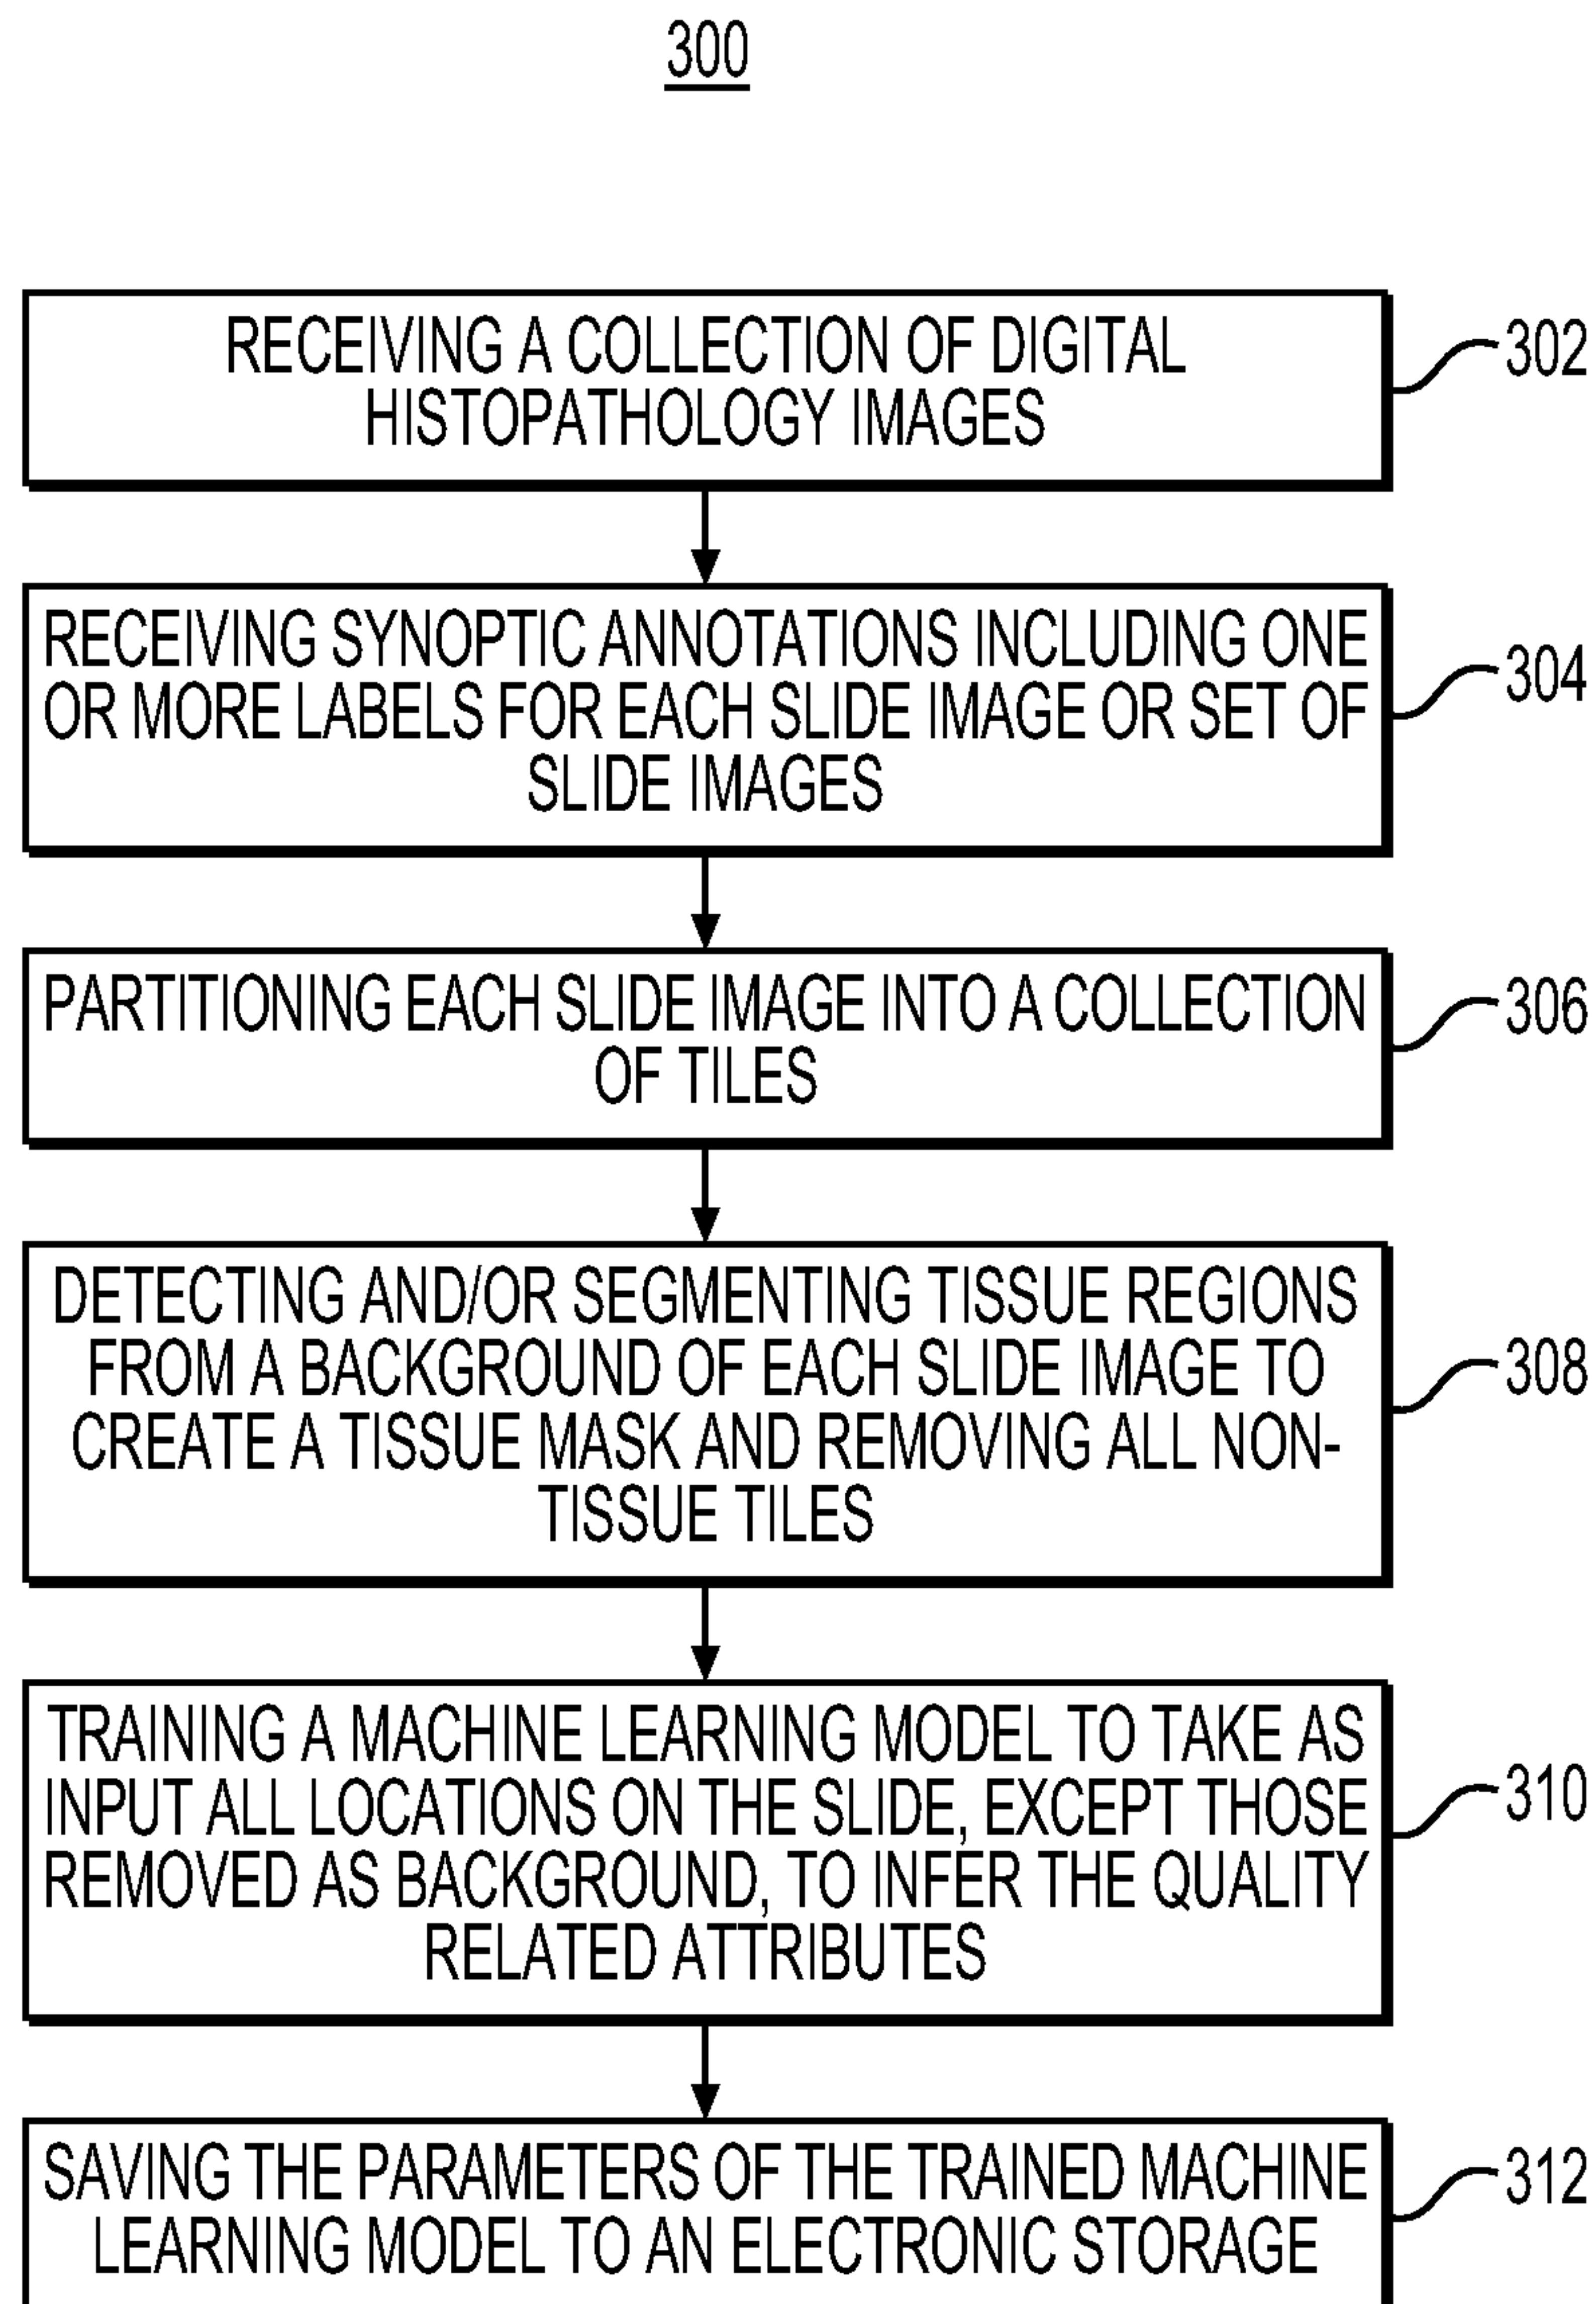 300
RECEIVING A COLLECTION OF DIGITAL
HISTOPATHOLOGY IMAGES
302
RECEIVING SYNOPTIC ANNOTATIONS INCLUDING ONE
OR MORE LABELS FOR EACH SLIDE IMAGE OR SET OF
SLIDE IMAGES
304
PARTITIONING EACH SLIDE IMAGE INTO A COLLECTION
OF TILES
306
DETECTING AND/OR SEGMENTING TISSUE REGIONS
FROM A BACKGROUND OF EACH SLIDE IMAGE TO
CREATE A TISSUE MASK AND REMOVING ALL NON-
TISSUE TILES
308
TRAINING A MACHINE LEARNING MODEL TO TAKE AS
INPUT ALL LOCATIONS ON THE SLIDE, EXCEPT THOSE
REMOVED AS BACKGROUND, TO INFER THE QUALITY
RELATED ATTRIBUTES
310
SAVING THE PARAMETERS OF THE TRAINED MACHINE
LEARNING MODEL TO AN ELECTRONIC STORAGE
312